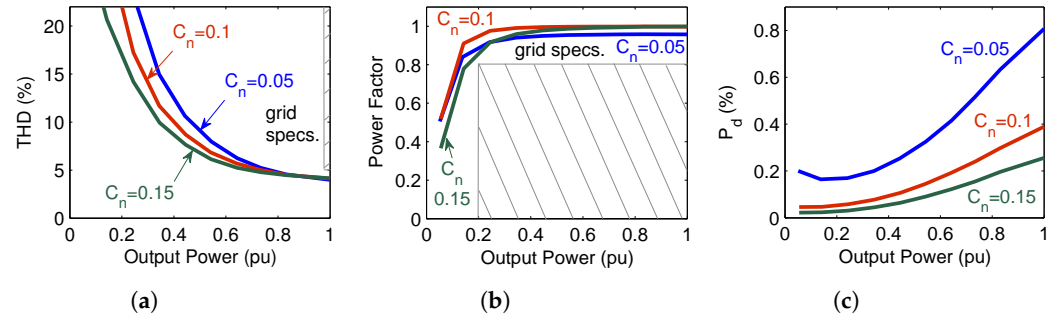 THD (%)
20
15
10
5
0
0
0.2
0.4
0.6
0.8
1
Output Power (pu)
C_n=0.05
C_n=0.1
C_n=0.15
grid
specs.
(a)
Power Factor
1
0.8
0.6
0.4
0.2
0
0
0.2
0.4
0.6
0.8
1
Output Power (pu)
C_n=0.1
grid specs.
C_n=0.05
C_n
0.15
(b)
P_d (%)
0.8
0.6
0.4
0.2
0
0
0.2
0.4
0.6
0.8
1
Output Power (pu)
C_n=0.05
C_n=0.1
C_n=0.15
(c)